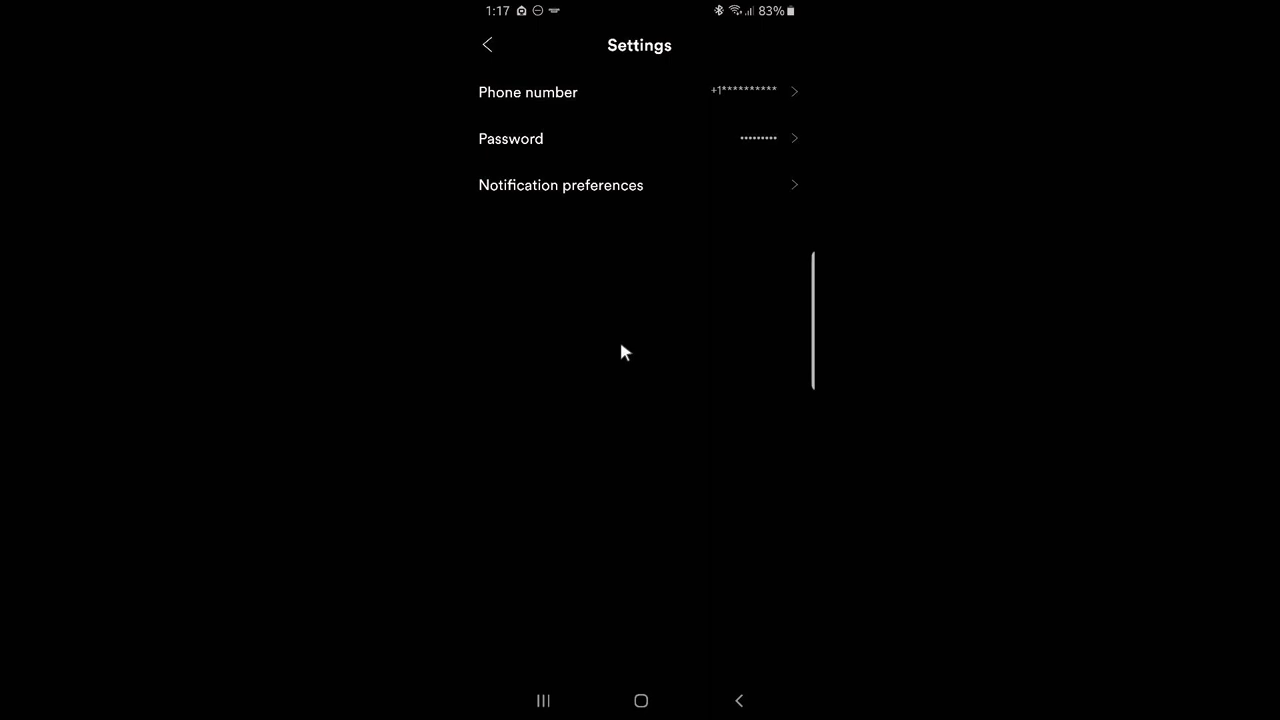 1:17 83%
Settings
Phone number +1**********
Password •••••••••
Notification preferences